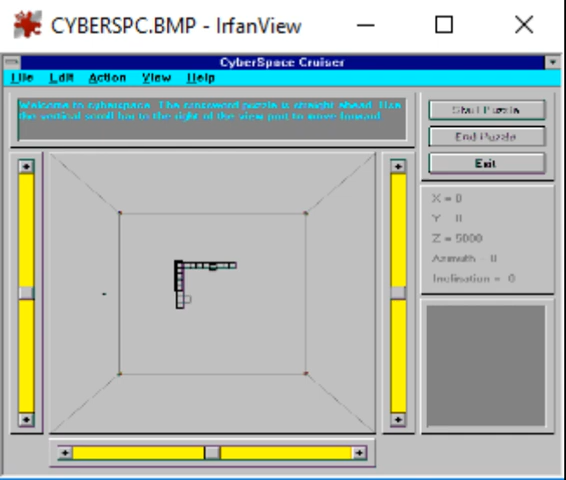 CYBERSPC.BMP - IrfanView
CyberSpace Cruiser
File Edit Action View Help
Welcome to cyberspace. The crossword puzzle is straight ahead. Use
the vertical scroll bar to the right of the view port to move forward.
Start Puzzle
End Puzzle
Exit
X = 0
Y = 0
Z = 5000
Azimuth = 0
Inclination = 0